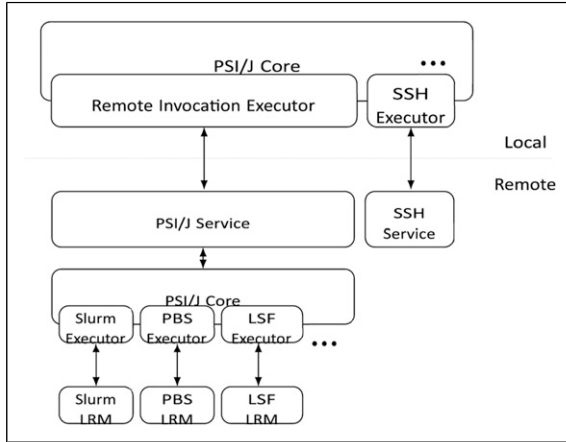 PSI/J Core
...
Remote Invocation Executor
SSH
Executor
Local
Remote
PSI/J Service
SSH
Service
PSI/J Core
Slurm
Executor
PBS
Executor
LSF
Executor
...
Slurm
LRM
PBS
LRM
LSF
LRM